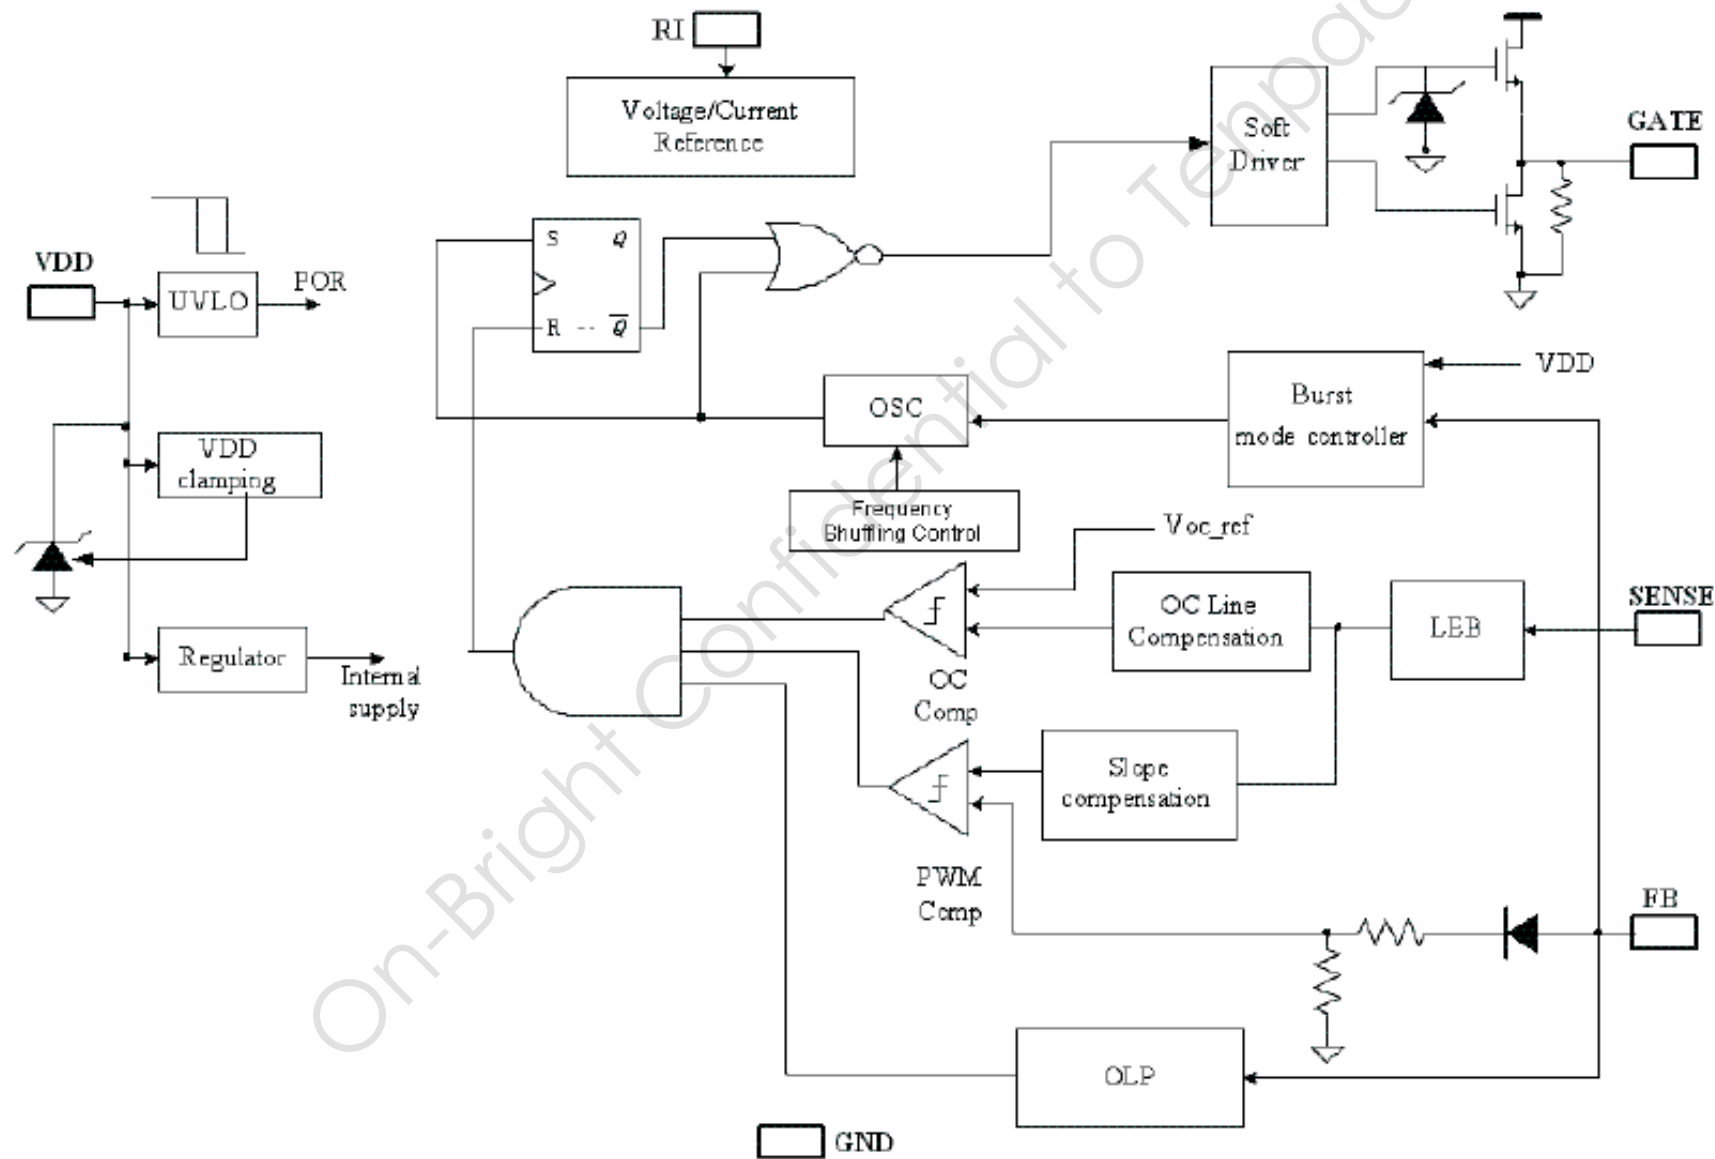 RI
Voltage/Current
Reference
Soft
Driver
GATE
VDD
UVLO
POR
S Q
R -- Q̅
OSC
Burst
mode controller
VDD
VDD
clamping
Frequency
Shuffling Control
Voc_ref
OC Line
Compensation
LEB
SENSE
Regulator
Internal
supply
OC
Comp
Slope
compensation
PWM
Comp
FB
OLP
GND
On-Bright Confidential to Tenpao